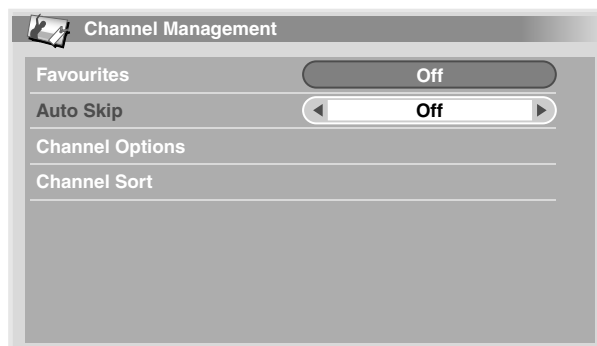 Channel Management
Favourites Off
Auto Skip Off
Channel Options
Channel Sort